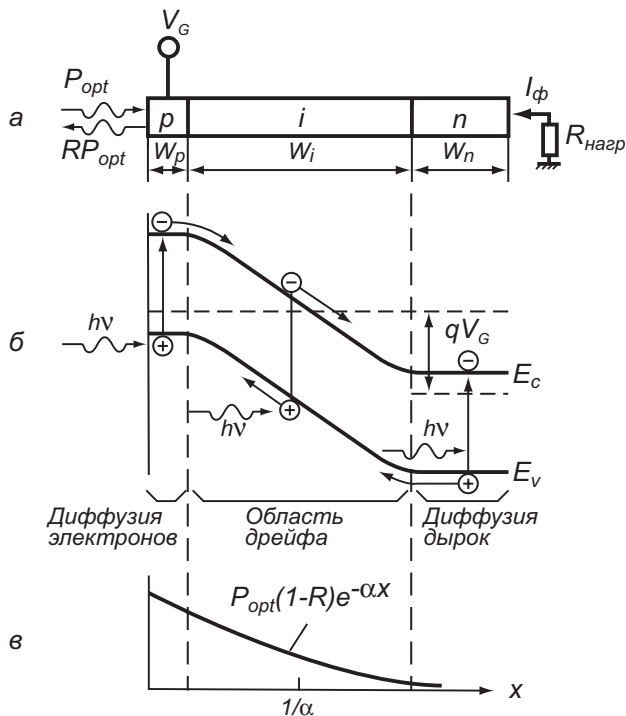 V_G
P_opt
I_ф
а
p
i
n
RP_opt
W_p
W_i
W_n
R_нагр
−
−
hν
qV_G
−
б
+
E_c
hν
+
hν
E_v
+
Диффузия электронов
Область дрейфа
Диффузия дырок
P_opt(1-R)e^-αx
в
1/α
x